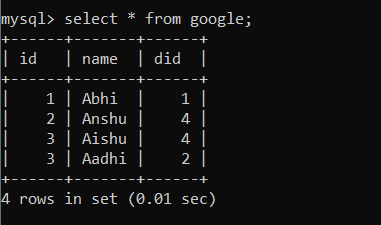 mysql> select * from google;
+------+-------+------+
| id   | name  | did  |
+------+-------+------+
|    1 | Abhi  |    1 |
|    2 | Anshu |    4 |
|    3 | Aishu |    4 |
|    3 | Aadhi |    2 |
+------+-------+------+
4 rows in set (0.01 sec)